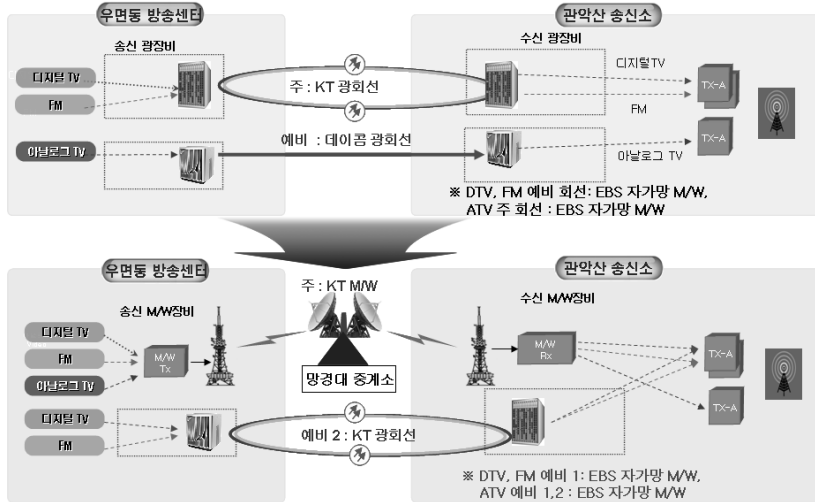 우면동 방송센터
관악산 송신소
송신 광장비
수신 광장비
디지털 TV
FM
아날로그 TV
주 : KT 광회선
예비 : 데이콤 광회선
디지털TV
FM
아날로그 TV
TX-A
TX-A
※ DTV, FM 예비 회선: EBS 자가망 M/W,
ATV 주 회선 : EBS 자가망 M/W
우면동 방송센터
관악산 송신소
송신 M/W장비
주 : KT M/W
수신 M/W장비
디지털 TV
FM
아날로그 TV
M/W
Tx
망경대 중계소
M/W
Rx
TX-A
TX-A
디지털 TV
FM
예비 2 : KT 광회선
※ DTV, FM 예비 1: EBS 자가망 M/W,
ATV 예비 1,2 : EBS 자가망 M/W